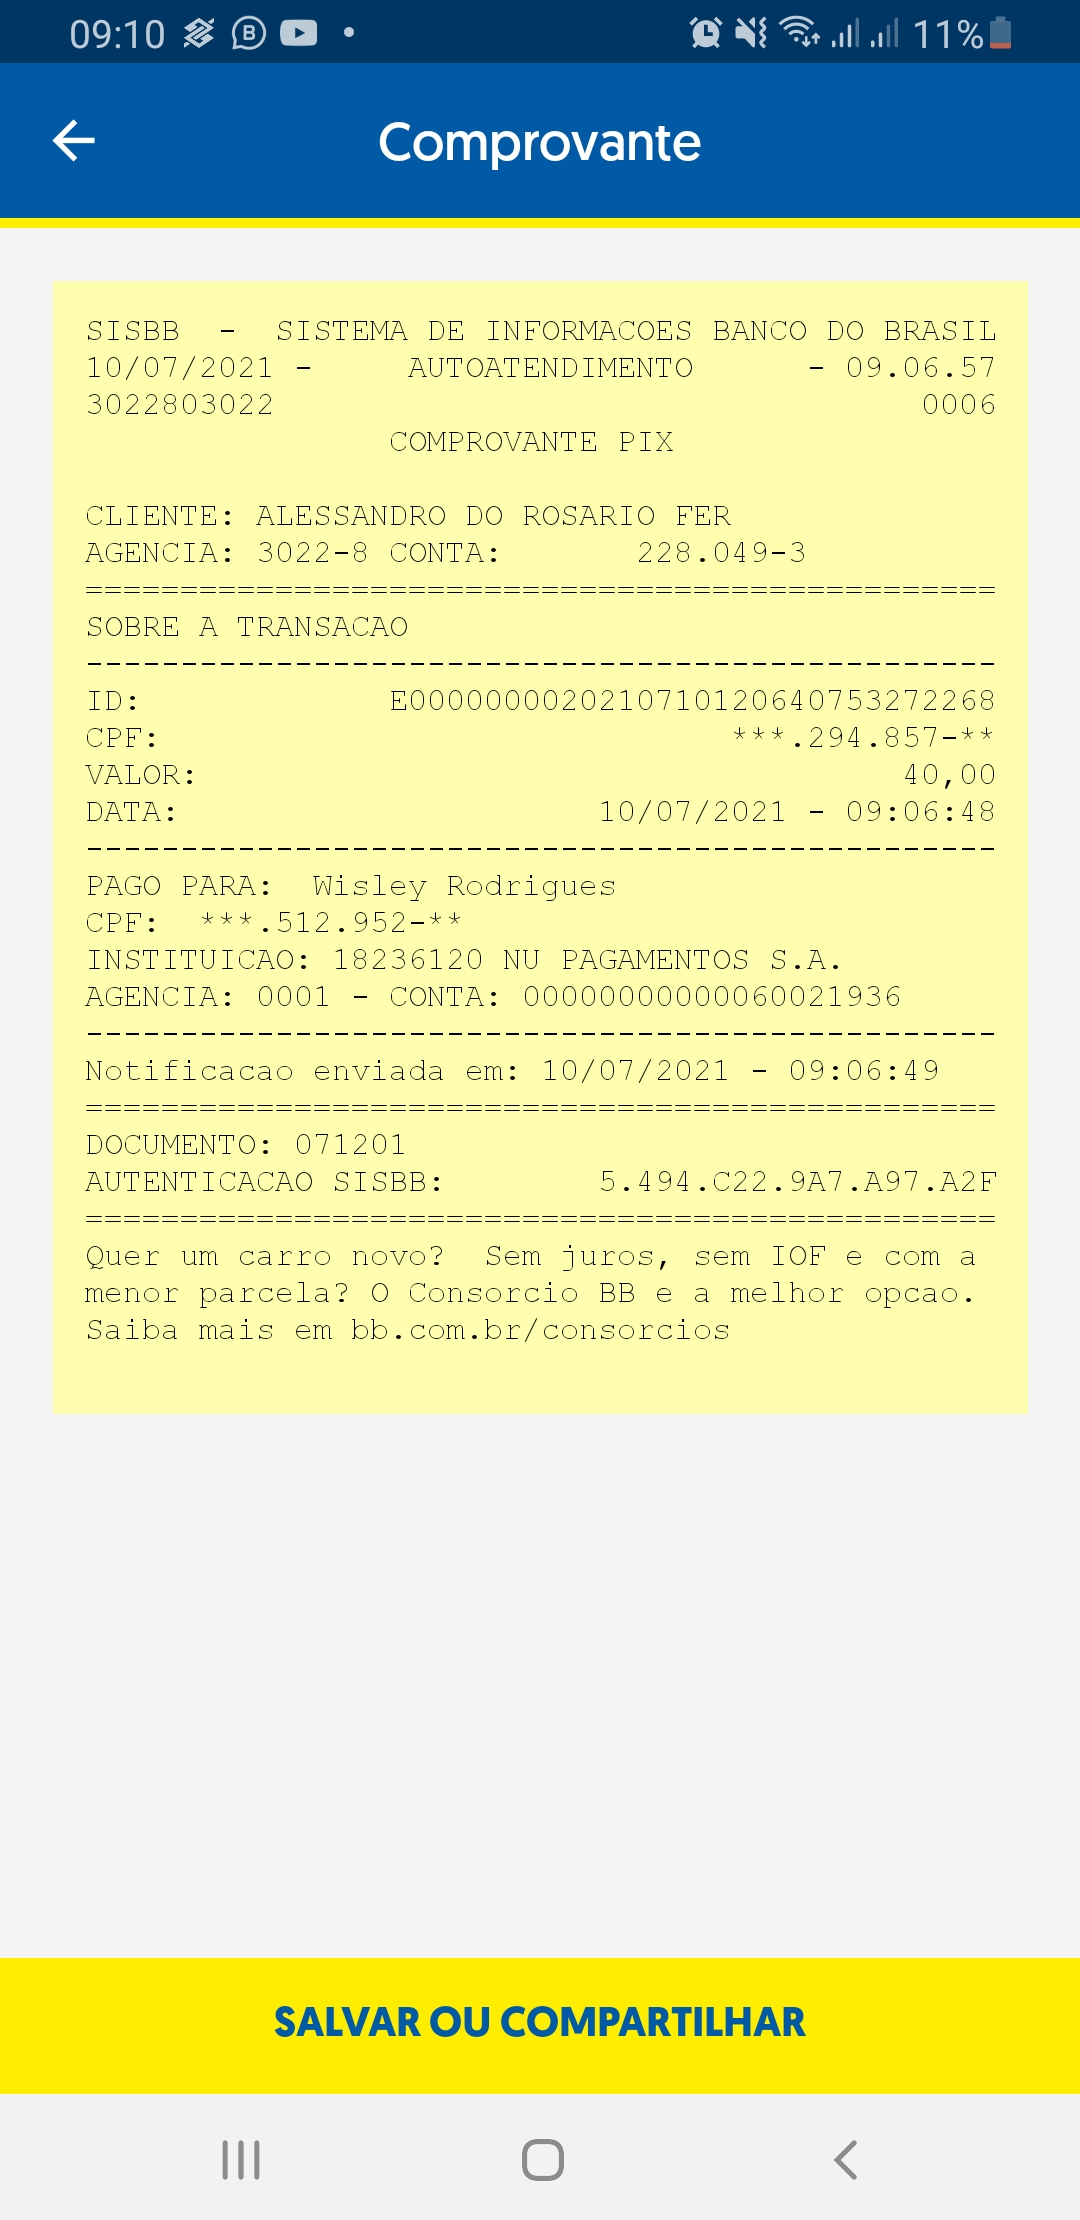 09:10
11%
Comprovante
SISBB - SISTEMA DE INFORMACOES BANCO DO BRASIL
10/07/2021 - AUTOATENDIMENTO - 09.06.57
3022803022 0006
COMPROVANTE PIX
CLIENTE: ALESSANDRO DO ROSARIO FER
AGENCIA: 3022-8 CONTA: 228.049-3
================================================
SOBRE A TRANSACAO
------------------------------------------------
ID: E0000000020210710120640753272268
CPF: ***.294.857-**
VALOR: 40,00
DATA: 10/07/2021 - 09:06:48
------------------------------------------------
PAGO PARA: Wisley Rodrigues
CPF: ***.512.952-**
INSTITUICAO: 18236120 NU PAGAMENTOS S.A.
AGENCIA: 0001 - CONTA: 00000000000060021936
------------------------------------------------
Notificacao enviada em: 10/07/2021 - 09:06:49
================================================
DOCUMENTO: 071201
AUTENTICACAO SISBB: 5.494.C22.9A7.A97.A2F
================================================
Quer um carro novo? Sem juros, sem IOF e com a
menor parcela? O Consorcio BB e a melhor opcao.
Saiba mais em bb.com.br/consorcios
SALVAR OU COMPARTILHAR